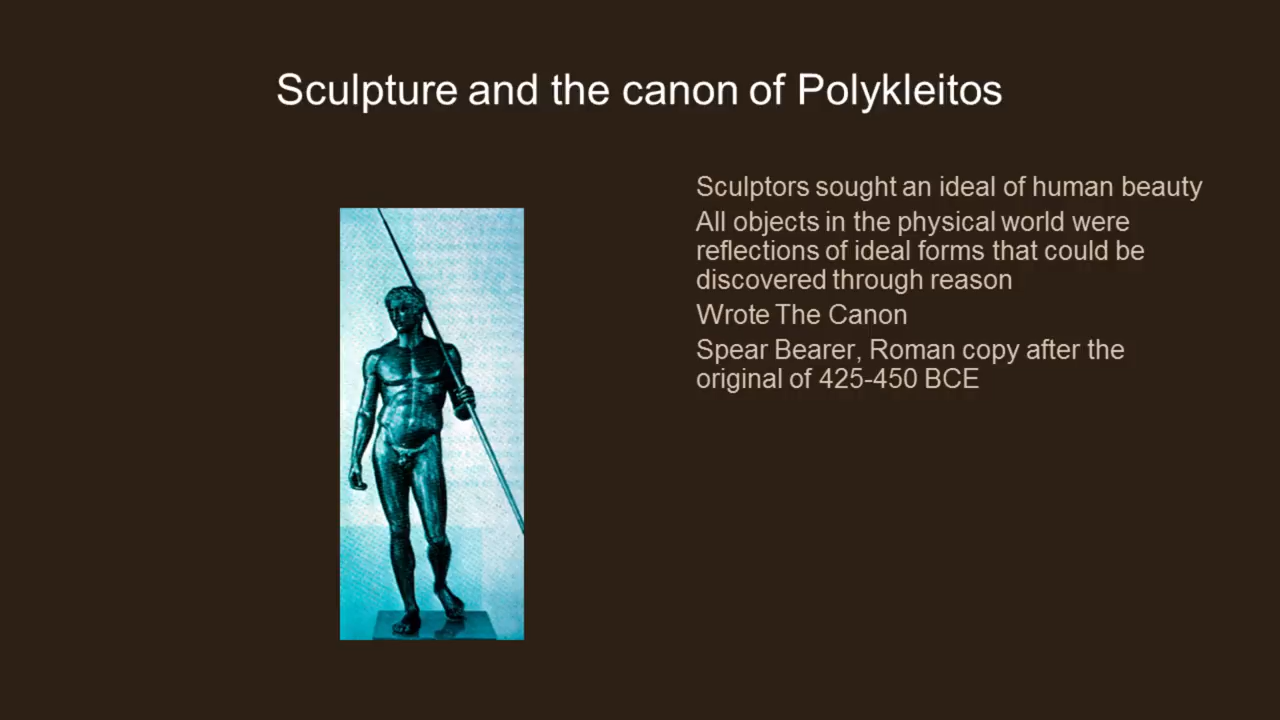 Sculpture and the canon of Polykleitos
Sculptors sought an ideal of human beauty
All objects in the physical world were
reflections of ideal forms that could be
discovered through reason
Wrote The Canon
Spear Bearer, Roman copy after the
original of 425-450 BCE